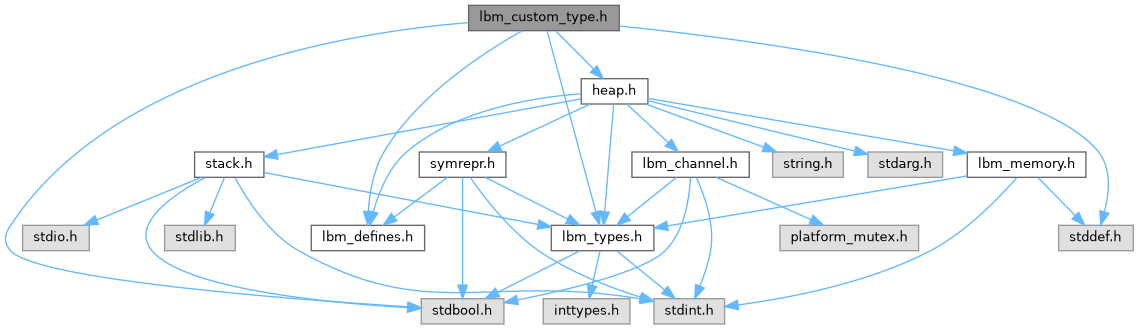 lbm_custom_type.h
heap.h
stack.h
symrepr.h
lbm_channel.h
string.h
stdarg.h
lbm_memory.h
stdio.h
stdlib.h
lbm_defines.h
lbm_types.h
platform_mutex.h
stddef.h
stdbool.h
inttypes.h
stdint.h